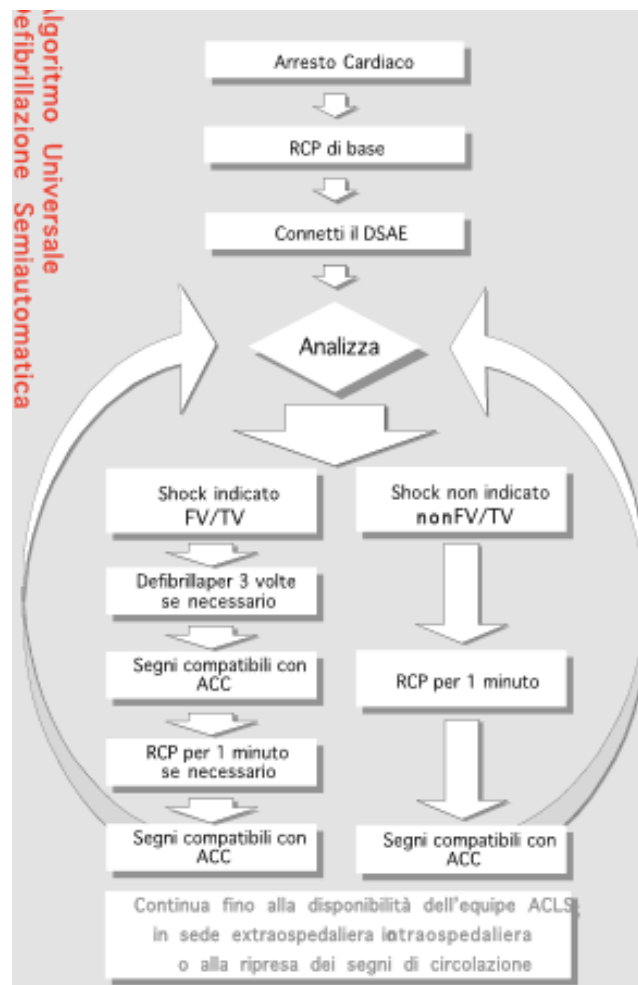 Algoritmo Universale
Defibrillazione Semiautomatica
Arresto Cardiaco
RCP di base
Connetti il DSAE
Analizza
Shock indicato
FV/TV
Defibrillaper 3 volte
se necessario
Segni compatibili con
ACC
RCP per 1 minuto
se necessario
Segni compatibili con
ACC
Shock non indicato
nonFV/TV
RCP per 1 minuto
Segni compatibili con
ACC
Continua fino alla disponibilità dell'equipe ACLS;
in sede extraospedaliera
o alla ripresa dei segni di circolazione